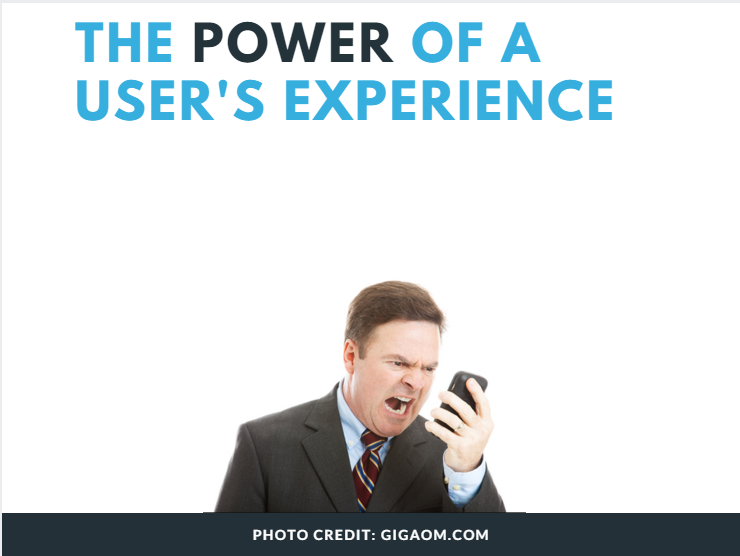 THE POWER OF A
USER'S EXPERIENCE
PHOTO CREDIT: GIGAOM.COM